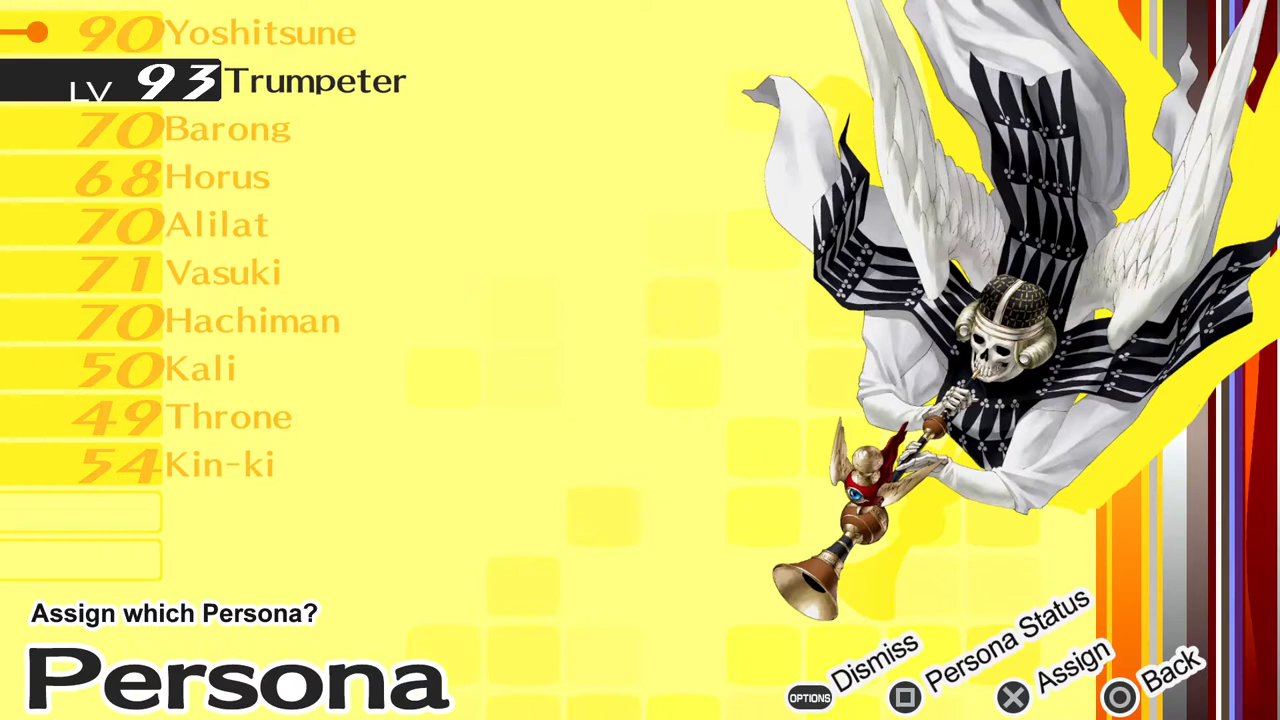 90 Yoshitsune
LV 93 Trumpeter
70 Barong
68 Horus
70 Alilat
71 Vasuki
70 Hachiman
50 Kali
49 Throne
54 Kin-ki
Assign which Persona?
Persona
OPTIONS Dismiss
Persona Status
Assign
Back